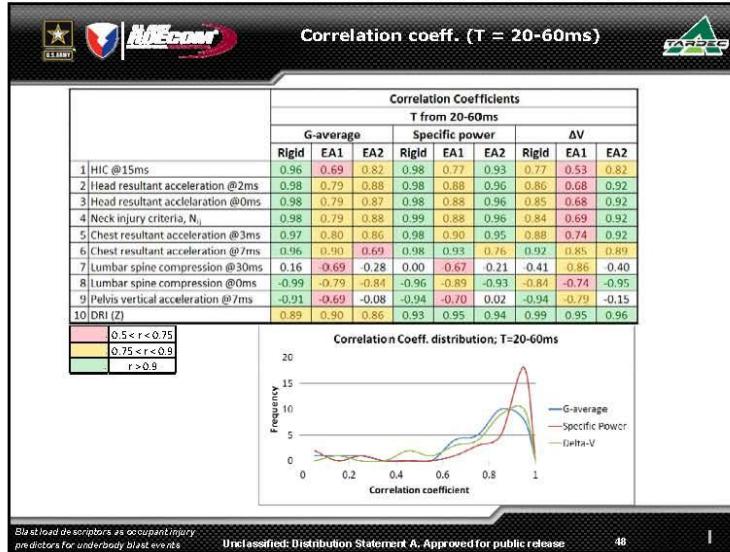 U.S.ARMY
RDECOM
Correlation coeff. (T = 20-60ms)
TARDEC
Correlation Coefficients
T from 20-60ms
G-average Specific power ΔV
Rigid EA1 EA2 Rigid EA1 EA2 Rigid EA1 EA2
1 HIC @15ms 0.96 0.69 0.82 0.98 0.77 0.93 0.77 0.53 0.82
2 Head resultant acceleration @2ms 0.98 0.79 0.88 0.98 0.88 0.96 0.86 0.68 0.92
3 Head resultant acclelaration @0ms 0.98 0.79 0.87 0.98 0.88 0.96 0.85 0.68 0.92
4 Neck injury criteria, Nij 0.98 0.79 0.88 0.99 0.88 0.96 0.84 0.69 0.92
5 Chest resultant accleleration @3ms 0.97 0.80 0.86 0.98 0.90 0.95 0.88 0.74 0.92
6 Chest resultant accleleration @7ms 0.96 0.90 0.69 0.98 0.93 0.76 0.92 0.85 0.89
7 Lumbar spine compression @30ms 0.16 -0.69 -0.28 0.00 -0.67 -0.21 -0.41 0.86 -0.40
8 Lumbar spine compression @0ms -0.99 -0.79 -0.84 -0.96 -0.89 -0.93 -0.84 -0.74 -0.95
9 Pelvis vertical acceleration @7ms -0.91 -0.69 -0.08 -0.94 -0.70 0.02 -0.94 -0.79 -0.15
10 DRI (Z) 0.89 0.90 0.86 0.93 0.95 0.94 0.99 0.95 0.96
0.5 < r < 0.75
0.75 < r < 0.9
r > 0.9
Correlation Coeff. distribution; T=20-60ms
Frequency
20
15
10
5
0
0 0.2 0.4 0.6 0.8 1
Correlation coefficient
G-average
Specific Power
Delta-V
Blast load descriptors as occupant injury
predictors for underbody blast events
Unclassified: Distribution Statement A. Approved for public release
48